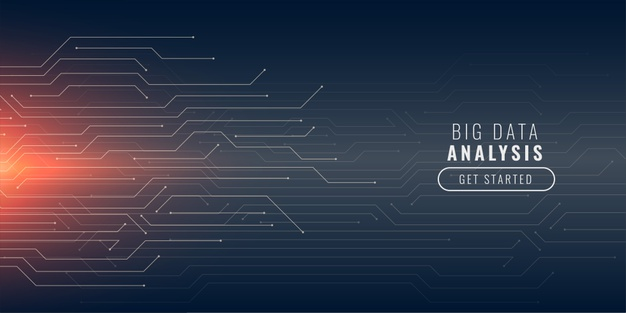 BIG DATA
ANALYSIS
GET STARTED